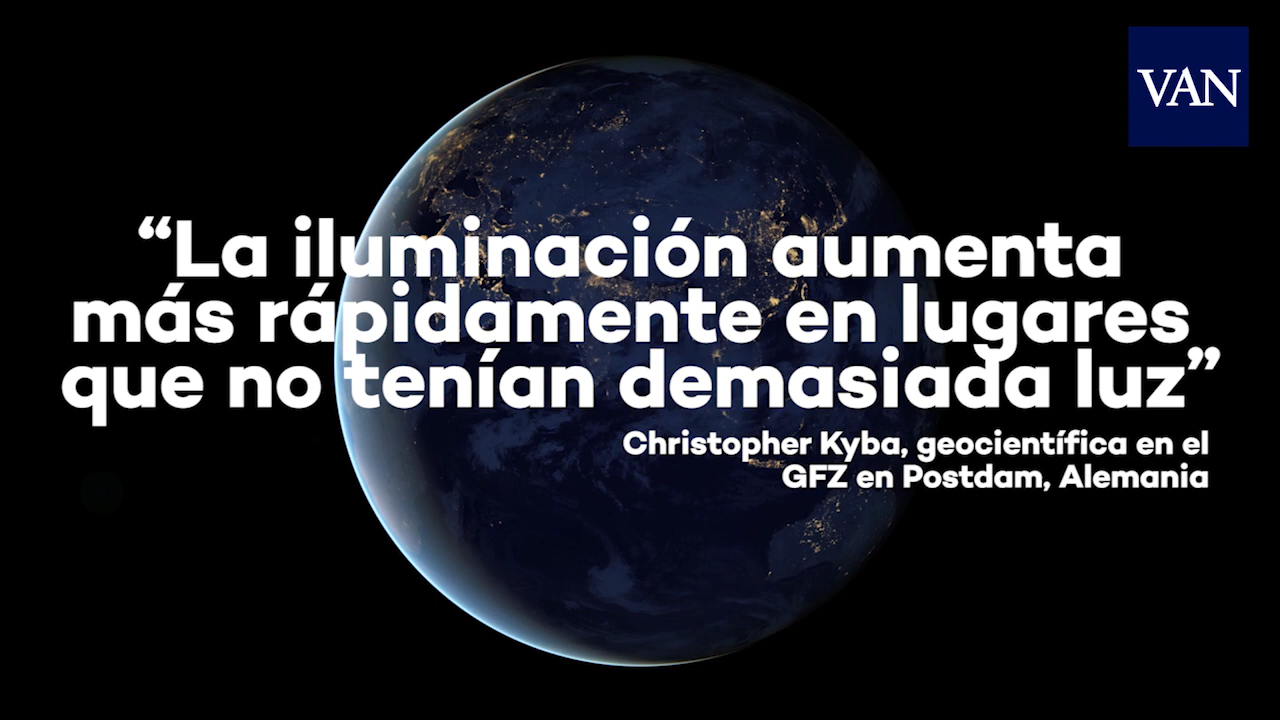 VAN
“La iluminación aumenta
más rápidamente en lugares
que no tenían demasiada luz”
Christopher Kyba, geocientífica en el
GFZ en Postdam, Alemania